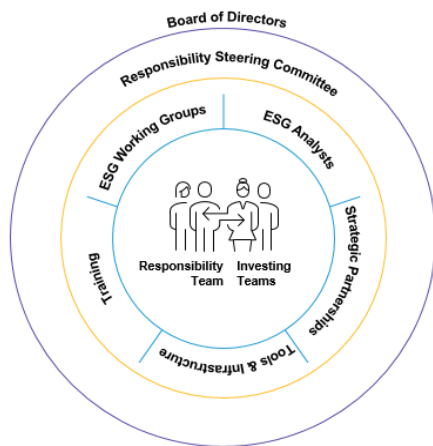 Board of Directors
Responsibility Steering Committee
ESG Working Groups
ESG Analysts
Strategic Partnerships
Tools & Infrastructure
Training
Responsibility Team
Investing Teams